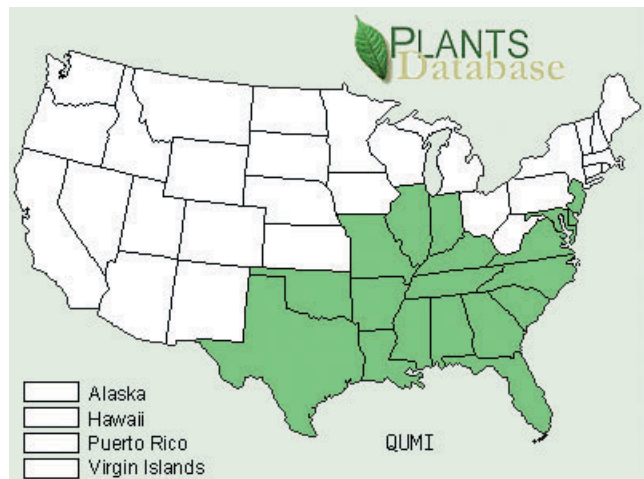 PLANTS
Database
Alaska
Hawaii
Puerto Rico
Virgin Islands
QUMI